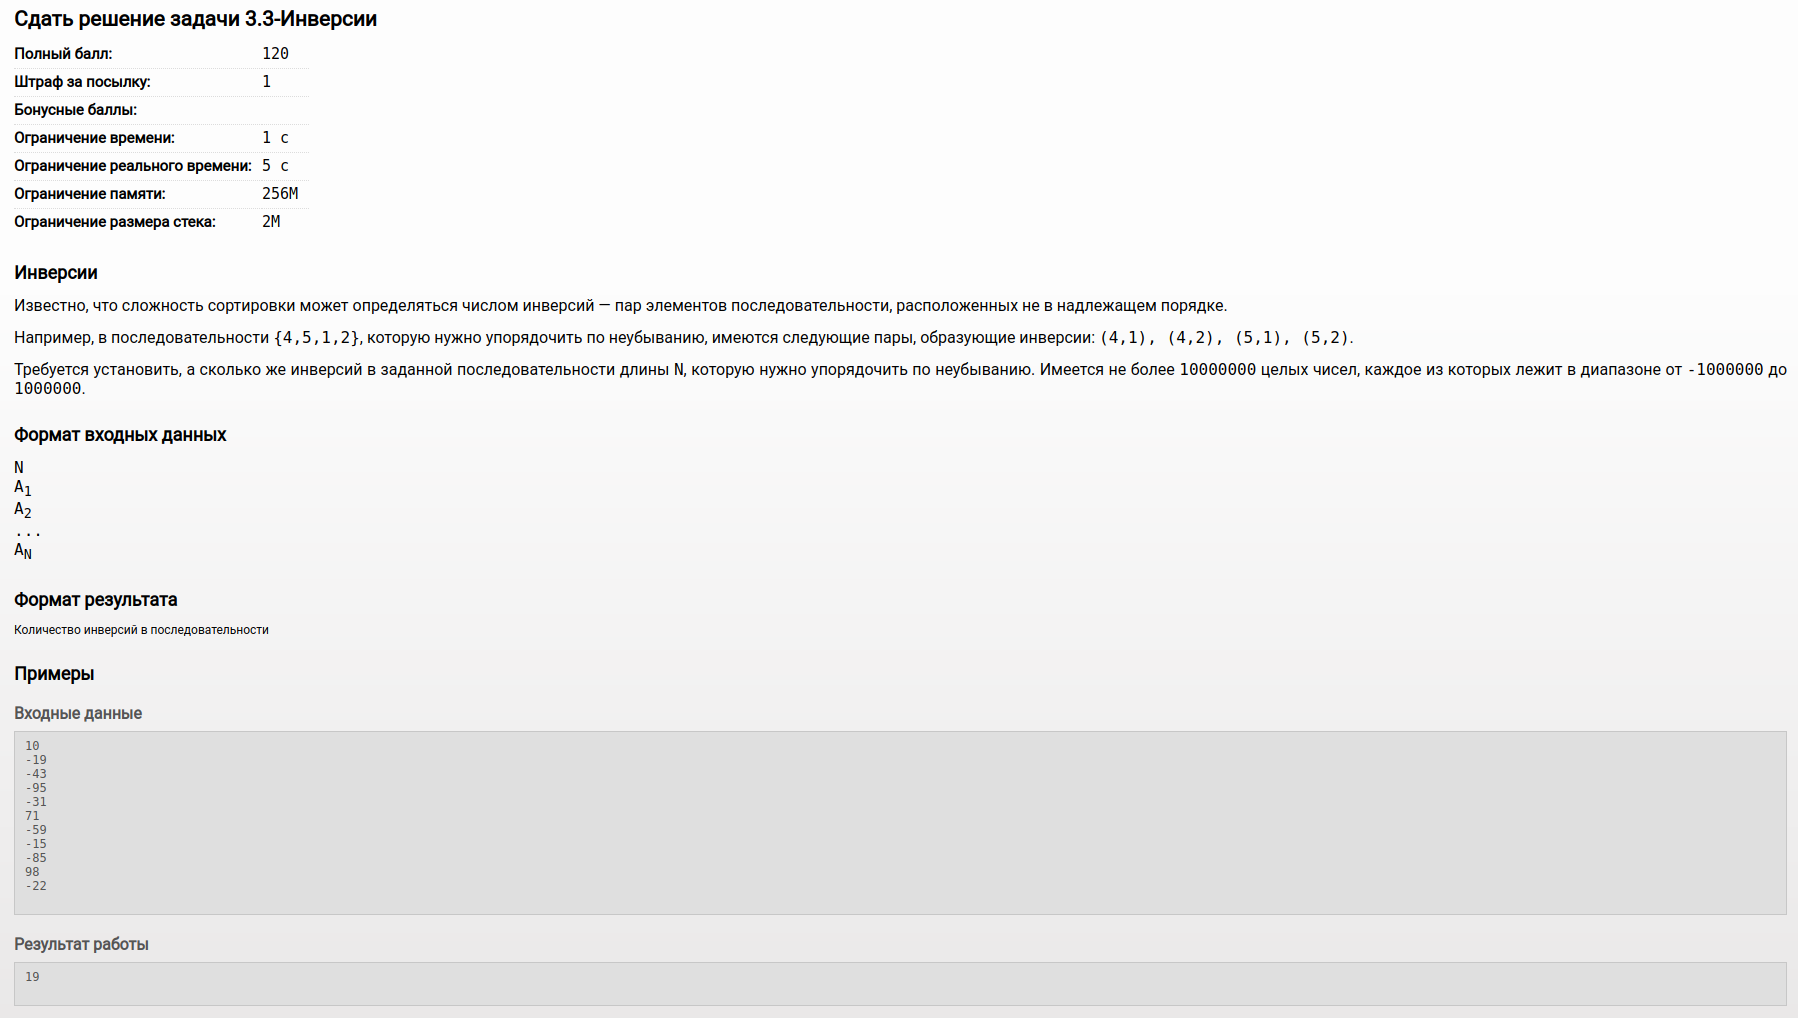 Сдать решение задачи 3.3-Инверсии
Полный балл: 120
Штраф за посылку: 1
Бонусные баллы:
Ограничение времени: 1 с
Ограничение реального времени: 5 с
Ограничение памяти: 256M
Ограничение размера стека: 2M
Инверсии
Известно, что сложность сортировки может определяться числом инверсий — пар элементов последовательности, расположенных не в надлежащем порядке.
Например, в последовательности {4,5,1,2}, которую нужно упорядочить по неубыванию, имеются следующие пары, образующие инверсии: (4,1), (4,2), (5,1), (5,2).
Требуется установить, а сколько же инверсий в заданной последовательности длины N, которую нужно упорядочить по неубыванию. Имеется не более 10000000 целых чисел, каждое из которых лежит в диапазоне от -1000000 до
1000000.
Формат входных данных
N
A1
A2
...
AN
Формат результата
Количество инверсий в последовательности
Примеры
Входные данные
10
-19
-43
-95
-31
71
-59
-15
-85
98
-22
Результат работы
19